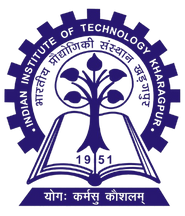 भारतीय प्रौद्योगिकी संस्थान खड़गपुर
• INDIAN INSTITUTE OF TECHNOLOGY KHARAGPUR •
1951
योगः कर्मसु कौशलम्